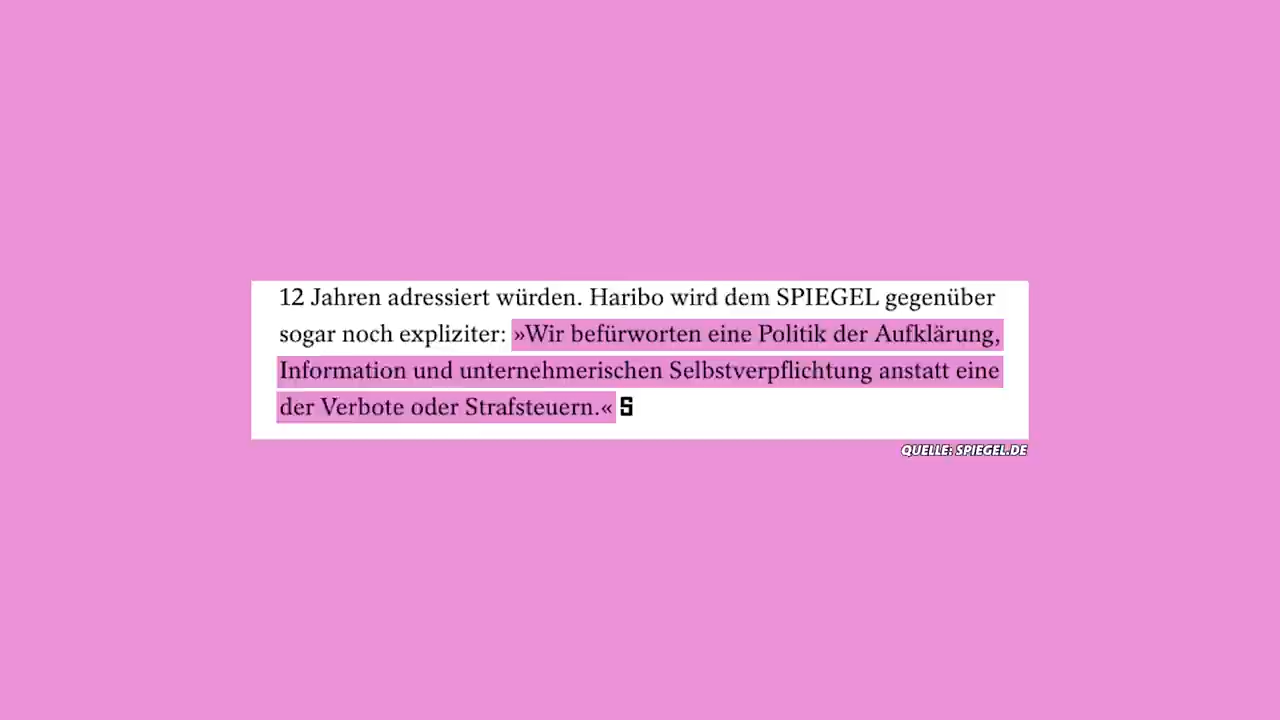 12 Jahren adressiert würden. Haribo wird dem SPIEGEL gegenüber
sogar noch expliziter: »Wir befürworten eine Politik der Aufklärung,
Information und unternehmerischen Selbstverpflichtung anstatt eine
der Verbote oder Strafsteuern.« S
QUELLE: SPIEGEL.DE